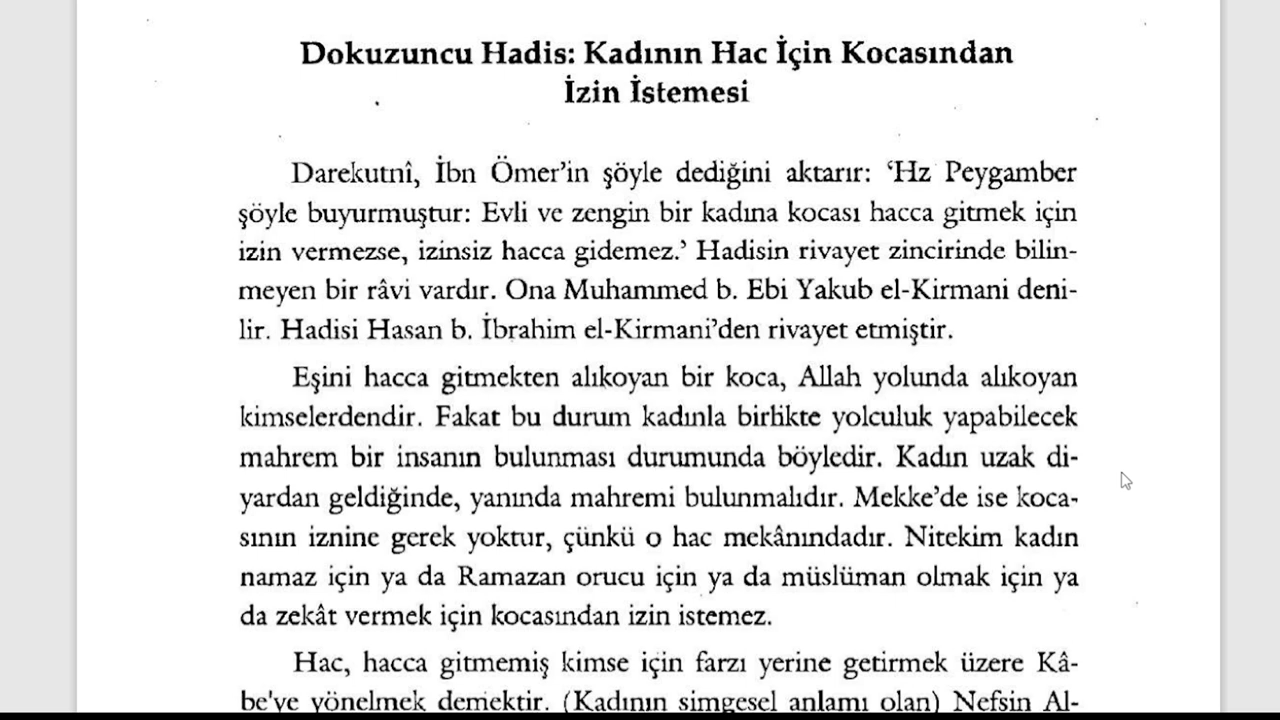 Dokuzuncu Hadis: Kadının Hac İçin Kocasından
İzin İstemesi
Darekutnî, İbn Ömer’in şöyle dediğini aktarır: ‘Hz Peygamber
şöyle buyurmuştur: Evli ve zengin bir kadına kocası hacca gitmek için
izin vermezse, izinsiz hacca gidemez.’ Hadisin rivayet zincirinde bilin-
meyen bir râvi vardır. Ona Muhammed b. Ebi Yakub el-Kirmani deni-
lir. Hadisi Hasan b. İbrahim el-Kirmani’den rivayet etmiştir.
Eşini hacca gitmekten alıkoyan bir koca, Allah yolunda alıkoyan
kimselerdendir. Fakat bu durum kadınla birlikte yolculuk yapabilecek
mahrem bir insanın bulunması durumunda böyledir. Kadın uzak di-
yardan geldiğinde, yanında mahremi bulunmalıdır. Mekke’de ise koca-
sının iznine gerek yoktur, çünkü o hac mekânındadır. Nitekim kadın
namaz için ya da Ramazan orucu için ya da müslüman olmak için ya
da zekât vermek için kocasından izin istemez.
Hac, hacca gitmemiş kimse için farzı yerine getirmek üzere Kâ-
be'ye yönelmek demektir. (Kadının simgesel anlamı olan) Nefsin Al-